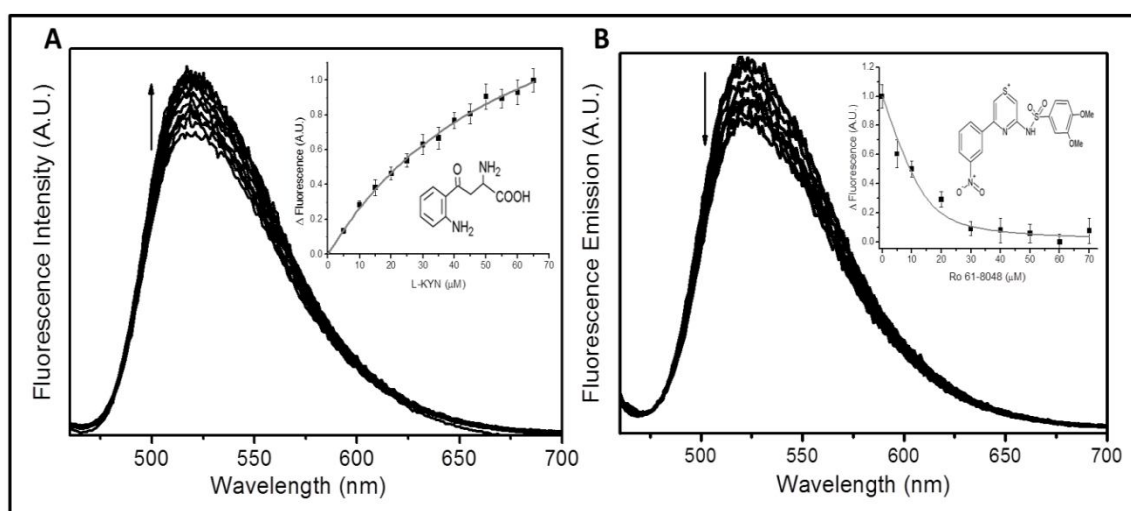 A
Fluorescence Intensity (A.U.)
Wavelength (nm)
500
550
600
650
700
Δ Fluorescence (A.U.)
1.0
0.8
0.6
0.4
0.2
0.0
0
10
20
30
40
50
60
70
L-KYN (μM)
O
NH2
COOH
NH2
B
Fluorescence Emission (A.U.)
Wavelength (nm)
500
550
600
650
700
Δ Fluorescence (A.U.)
1.2
1.0
0.8
0.6
0.4
0.2
0.0
0
10
20
30
40
50
60
70
Ro 61-8048 (μM)
S+
N
NH
O
S
O
OMe
OMe
N+
O-
O